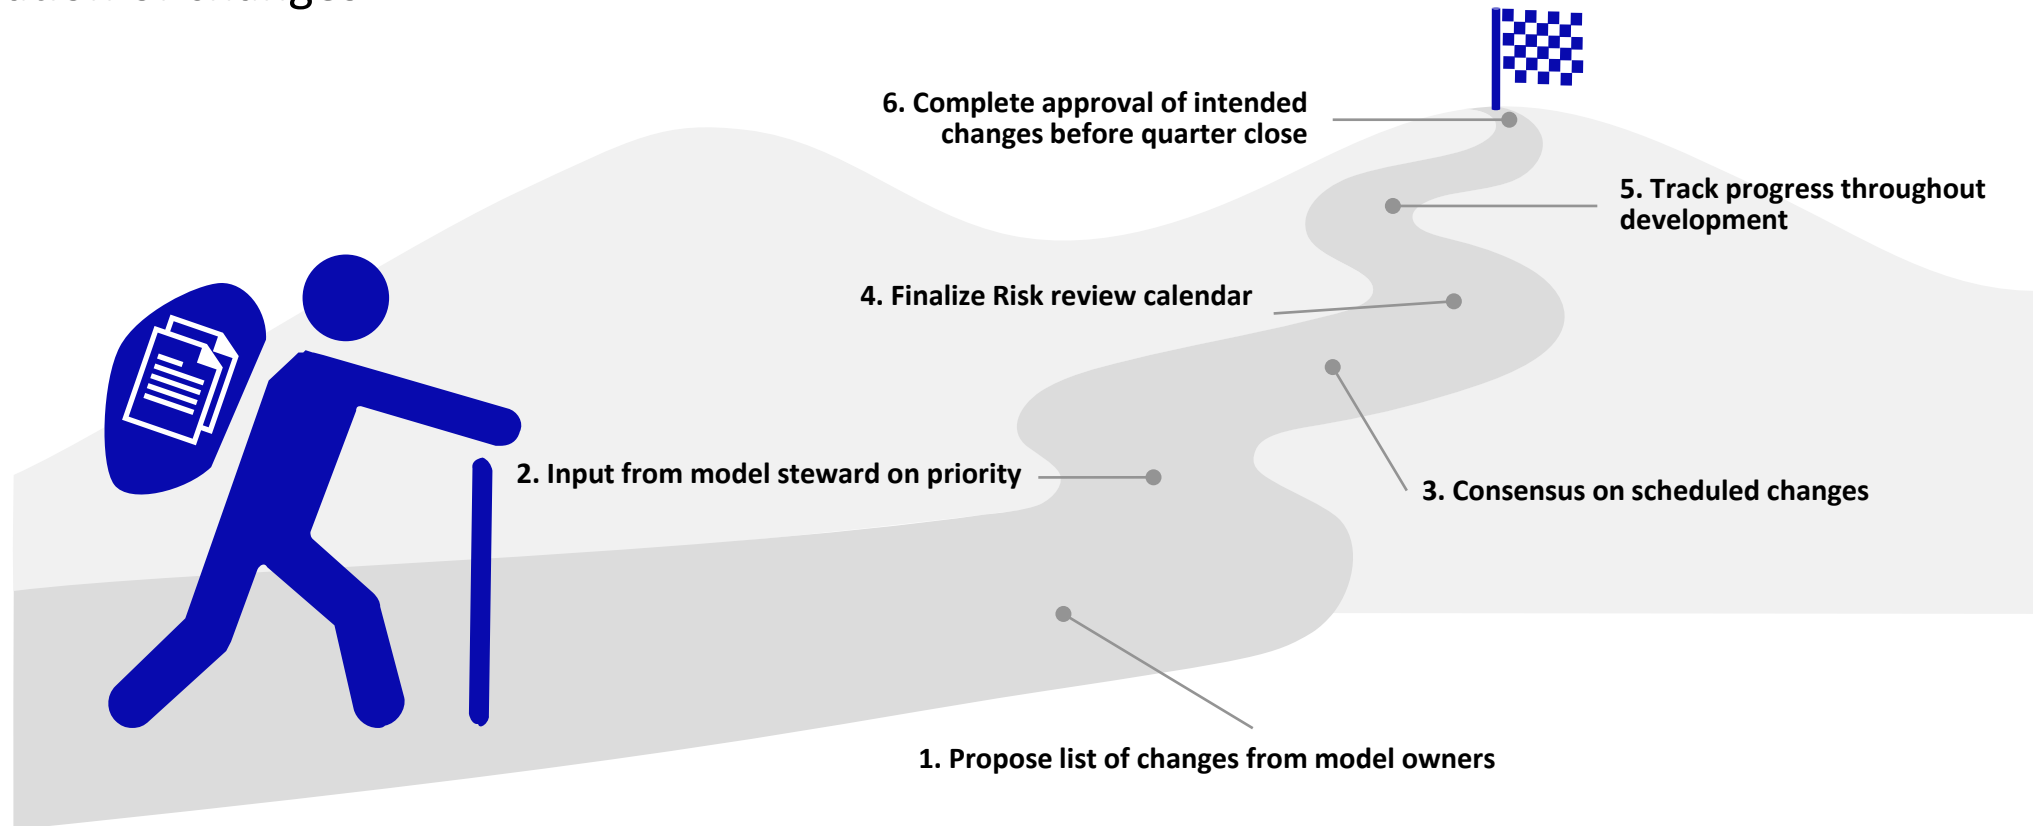 of changes
6. Complete approval of intended
changes before quarter close
5. Track progress throughout
development
4. Finalize Risk review calendar
2. Input from model steward on priority
3. Consensus on scheduled changes
1. Propose list of changes from model owners